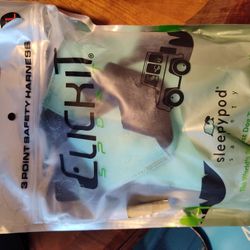 3 POINT SAFETY HARNESS
CLICKIT
SPORT
sleepypod®
safety